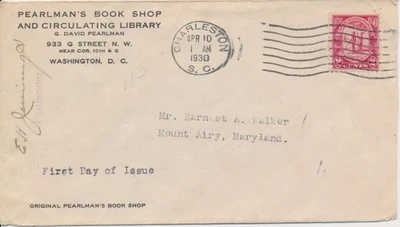 PEARLMAN'S BOOK SHOP
AND CIRCULATING LIBRARY
G. DAVID PEARLMAN
933 G STREET N. W.
NEAR COR. 10TH & G
WASHINGTON, D. C.
CHARLESTON
APR 10
1 AM
1930
S. C.
Mr. Earnest A. Walker
Mount Airy, Maryland.
First Day of Issue
ORIGINAL PEARLMAN'S BOOK SHOP